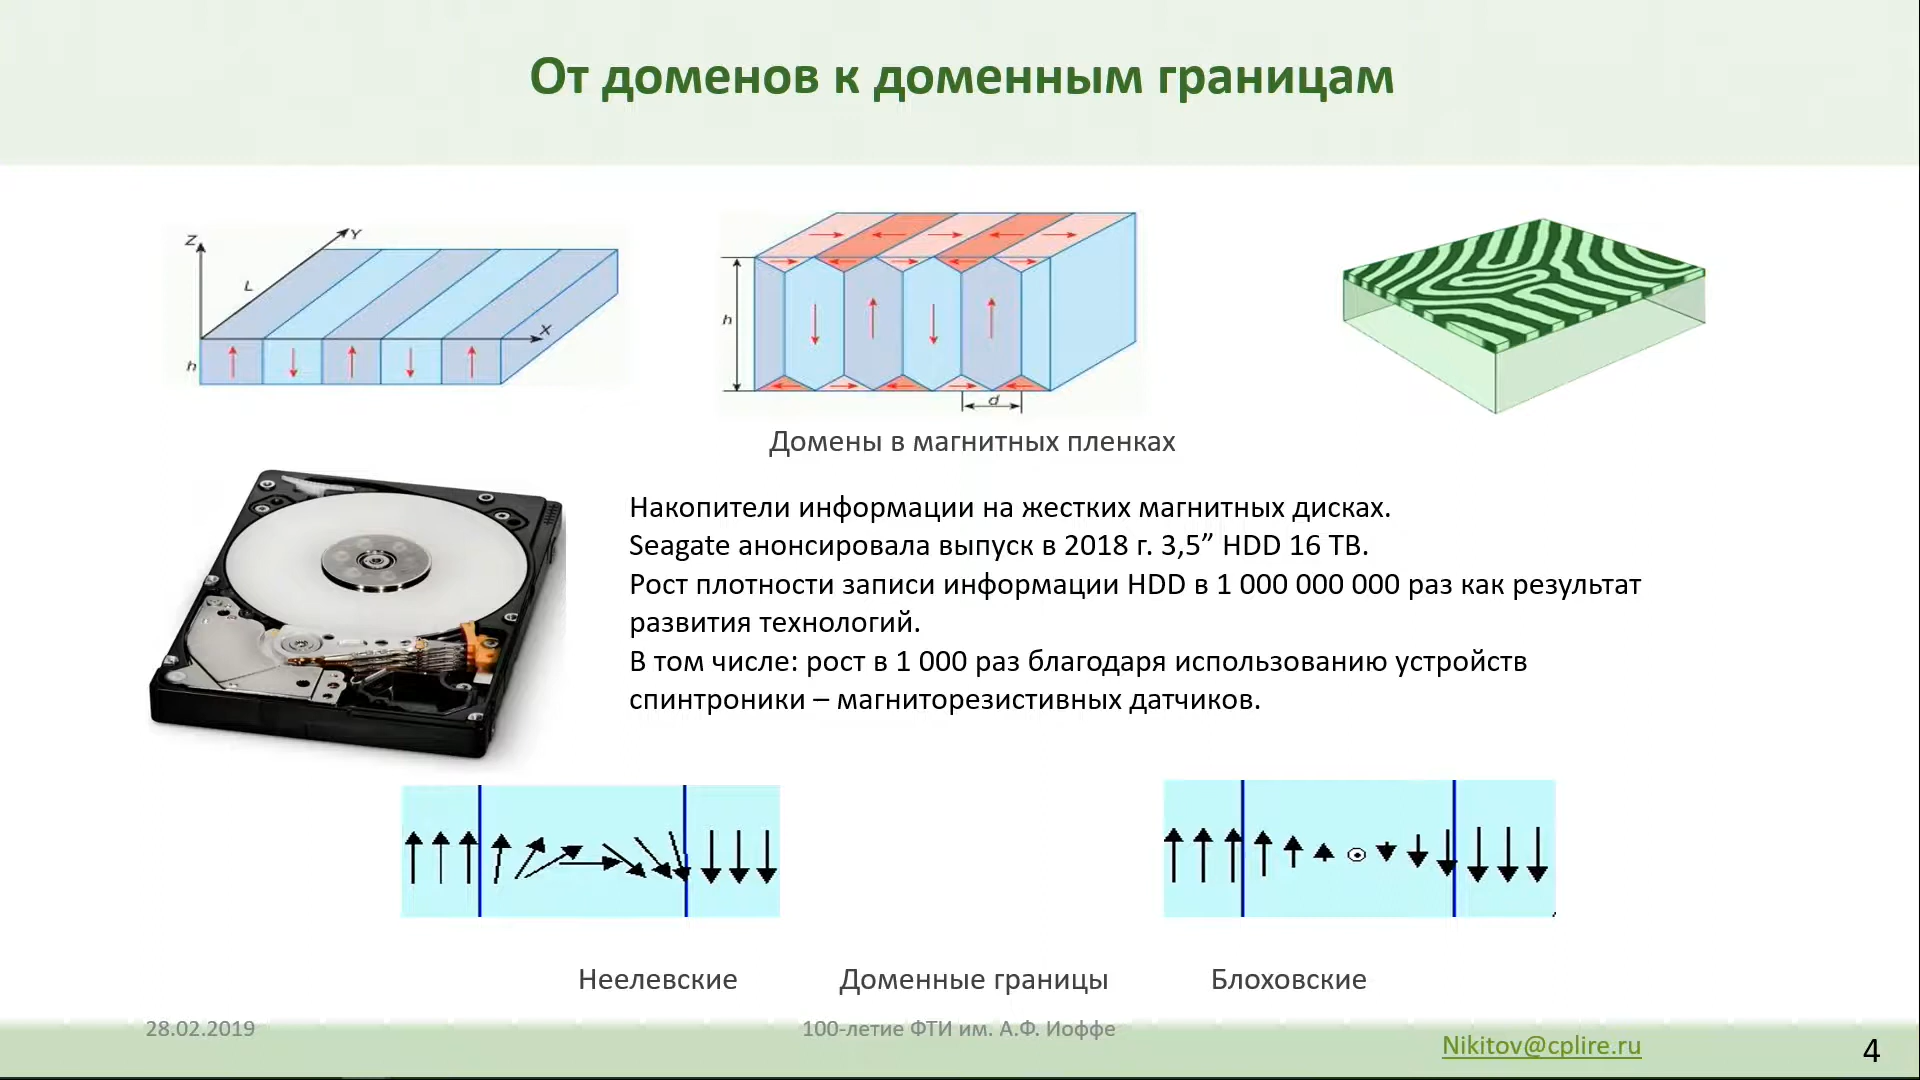 От доменов к доменным границам
Z
Y
L
X
h
h
d
Домены в магнитных пленках
Накопители информации на жестких магнитных дисках.
Seagate анонсировала выпуск в 2018 г. 3,5” HDD 16 TB.
Рост плотности записи информации HDD в 1 000 000 000 раз как результат
развития технологий.
В том числе: рост в 1 000 раз благодаря использованию устройств
спинтроники – магниторезистивных датчиков.
Неелевские
Доменные границы
Блоховские
28.02.2019
100-летие ФТИ им. А.Ф. Иоффе
Nikitov@cplire.ru
4